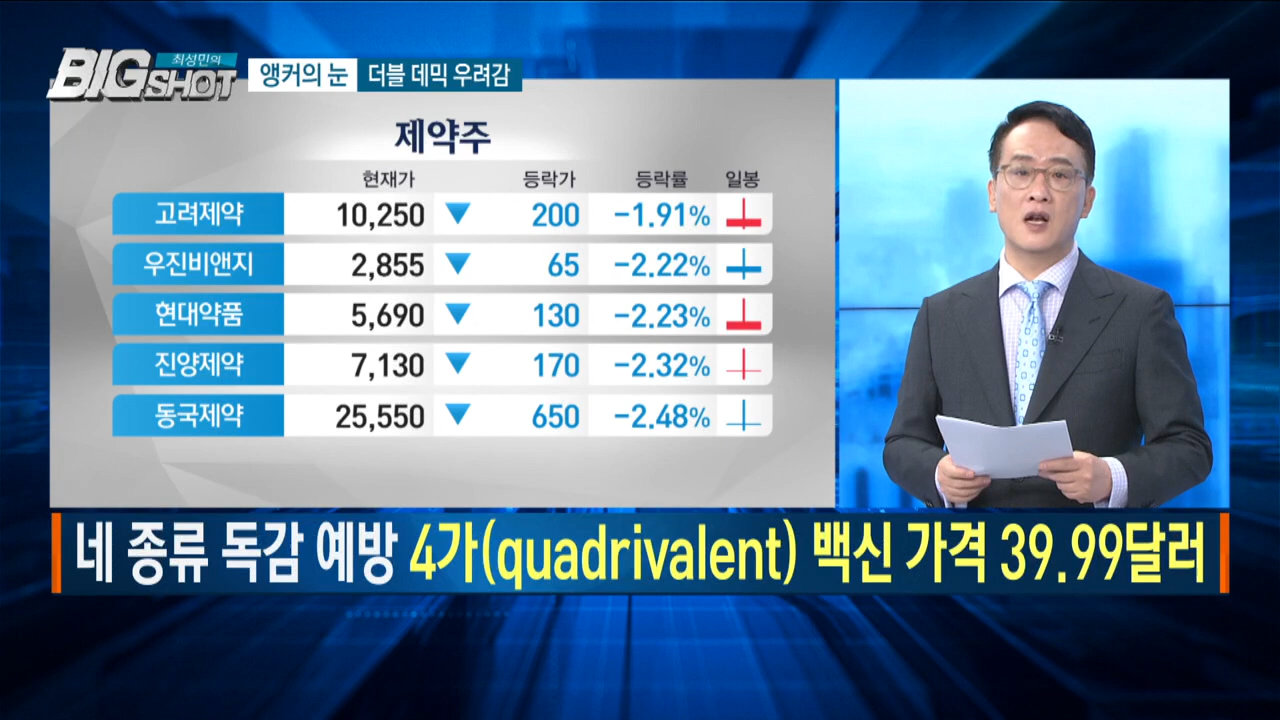 최성민의
BIG SHOT
앵커의 눈 더블 데믹 우려감
제약주
현재가 등락가 등락률 일봉
고려제약 10,250 ▼ 200 -1.91%
우진비앤지 2,855 ▼ 65 -2.22%
현대약품 5,690 ▼ 130 -2.23%
진양제약 7,130 ▼ 170 -2.32%
동국제약 25,550 ▼ 650 -2.48%
네 종류 독감 예방 4가(quadrivalent) 백신 가격 39.99달러